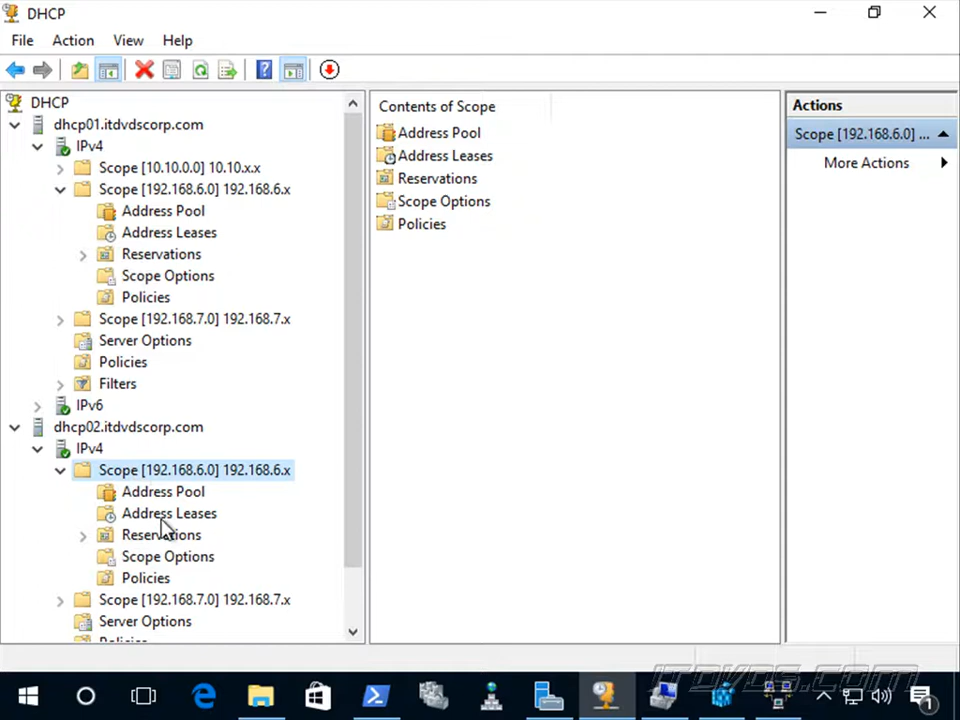 DHCP
File Action View Help
DHCP
dhcp01.itdvdscorp.com
IPv4
Scope [10.10.0.0] 10.10.x.x
Scope [192.168.6.0] 192.168.6.x
Address Pool
Address Leases
Reservations
Scope Options
Policies
Scope [192.168.7.0] 192.168.7.x
Server Options
Policies
Filters
IPv6
dhcp02.itdvdscorp.com
IPv4
Scope [192.168.6.0] 192.168.6.x
Address Pool
Address Leases
Reservations
Scope Options
Policies
Scope [192.168.7.0] 192.168.7.x
Server Options
Policies
Contents of Scope
Address Pool
Address Leases
Reservations
Scope Options
Policies
Actions
Scope [192.168.6.0] ...
More Actions
ITDVDS.COM
1